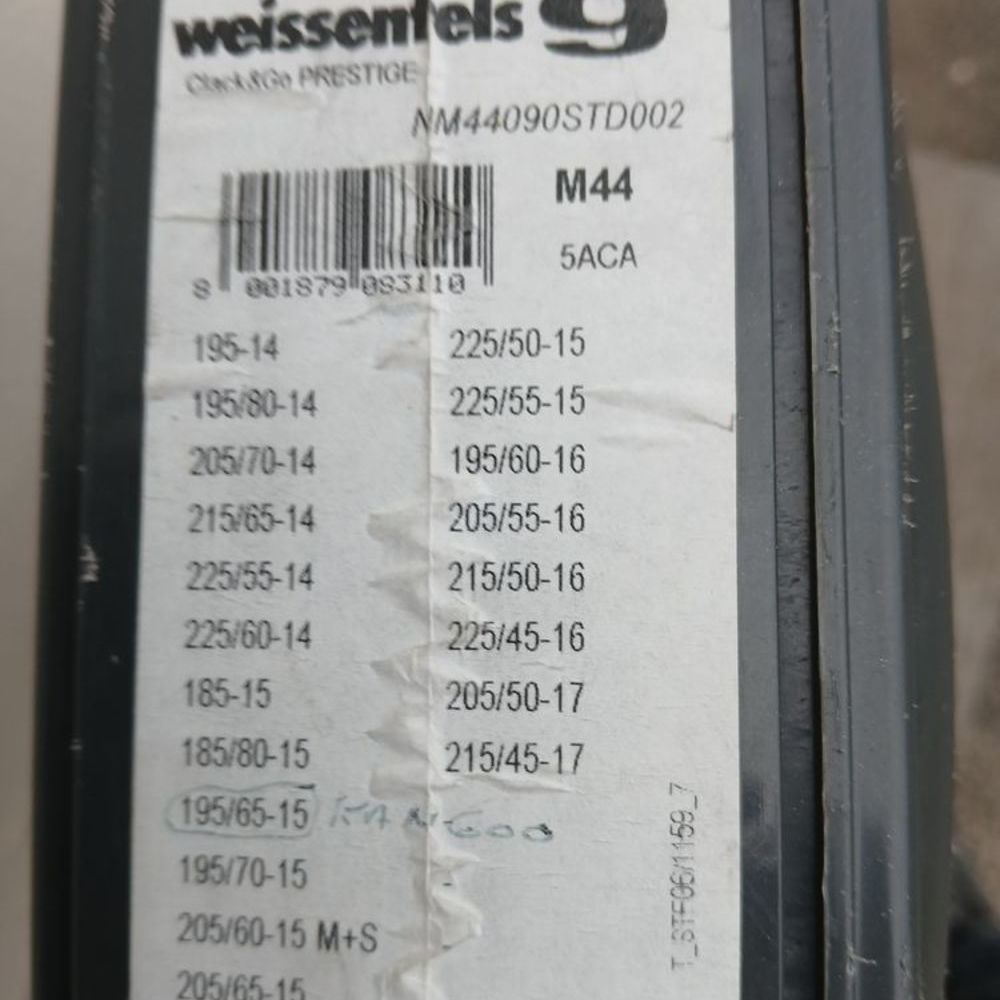 weissenfels 9
Clack&Go PRESTIGE
NM44090STD002
M44
5ACA
8 001879 083110
195-14
195/80-14
205/70-14
215/65-14
225/55-14
225/60-14
185-15
185/80-15
195/65-15 KANGOO
195/70-15
205/60-15 M+S
205/65-15
225/50-15
225/55-15
195/60-16
205/55-16
215/50-16
225/45-16
205/50-17
215/45-17
T_STF06/1159_7